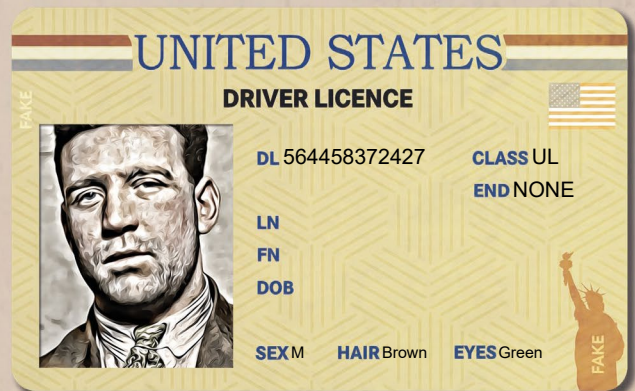 UNITED STATES
DRIVER LICENCE
FAKE
DL 564458372427 CLASS UL
END NONE
LN
FN
DOB
SEX M HAIR Brown EYES Green
FAKE